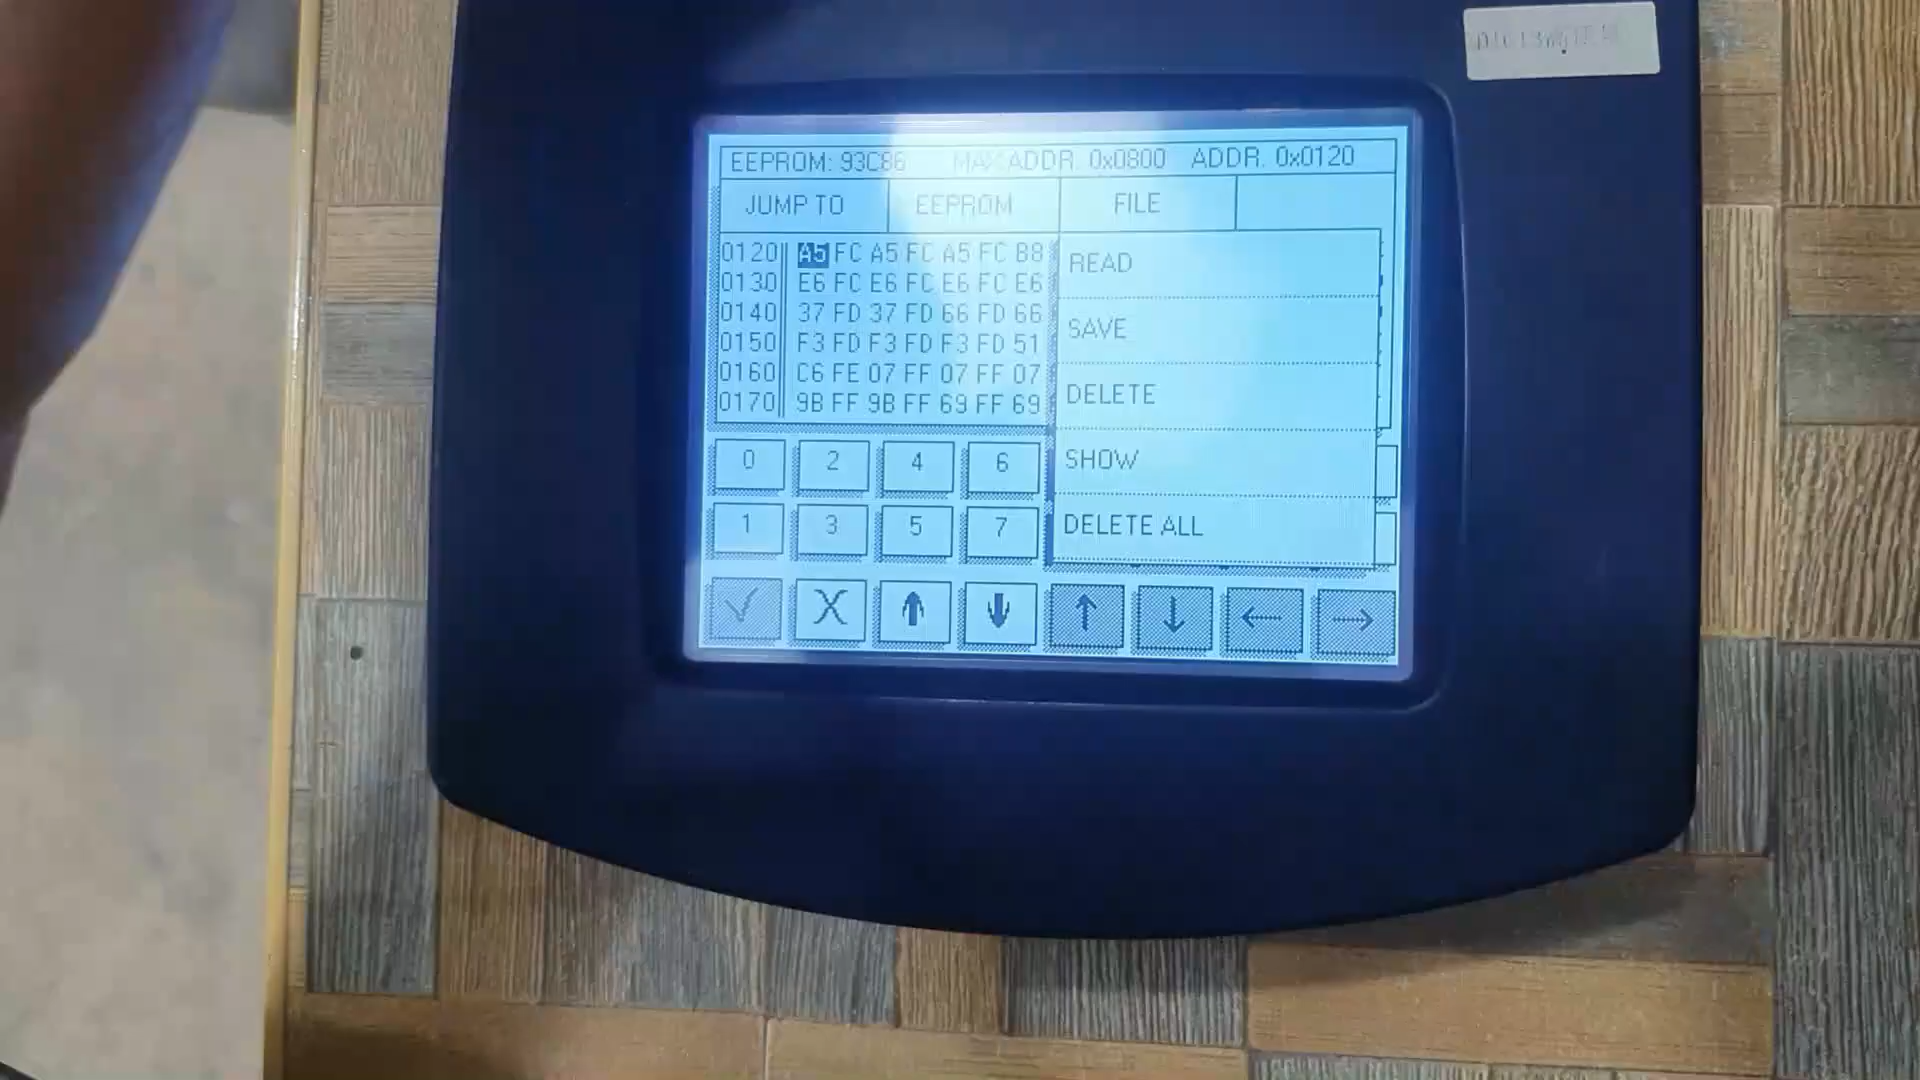 EEPROM: 93C86 MAX ADDR. 0x0800 ADDR. 0x0120
JUMP TO EEPROM FILE
0120 A5 FC A5 FC A5 FC B8
0130 E6 FC E6 FC E6 FC E6
0140 37 FD 37 FD 66 FD 66
0150 F3 FD F3 FD F3 FD 51
0160 C6 FE 07 FF 07 FF 07
0170 9B FF 9B FF 69 FF 69
READ
SAVE
DELETE
SHOW
DELETE ALL
0 2 4 6
1 3 5 7
X